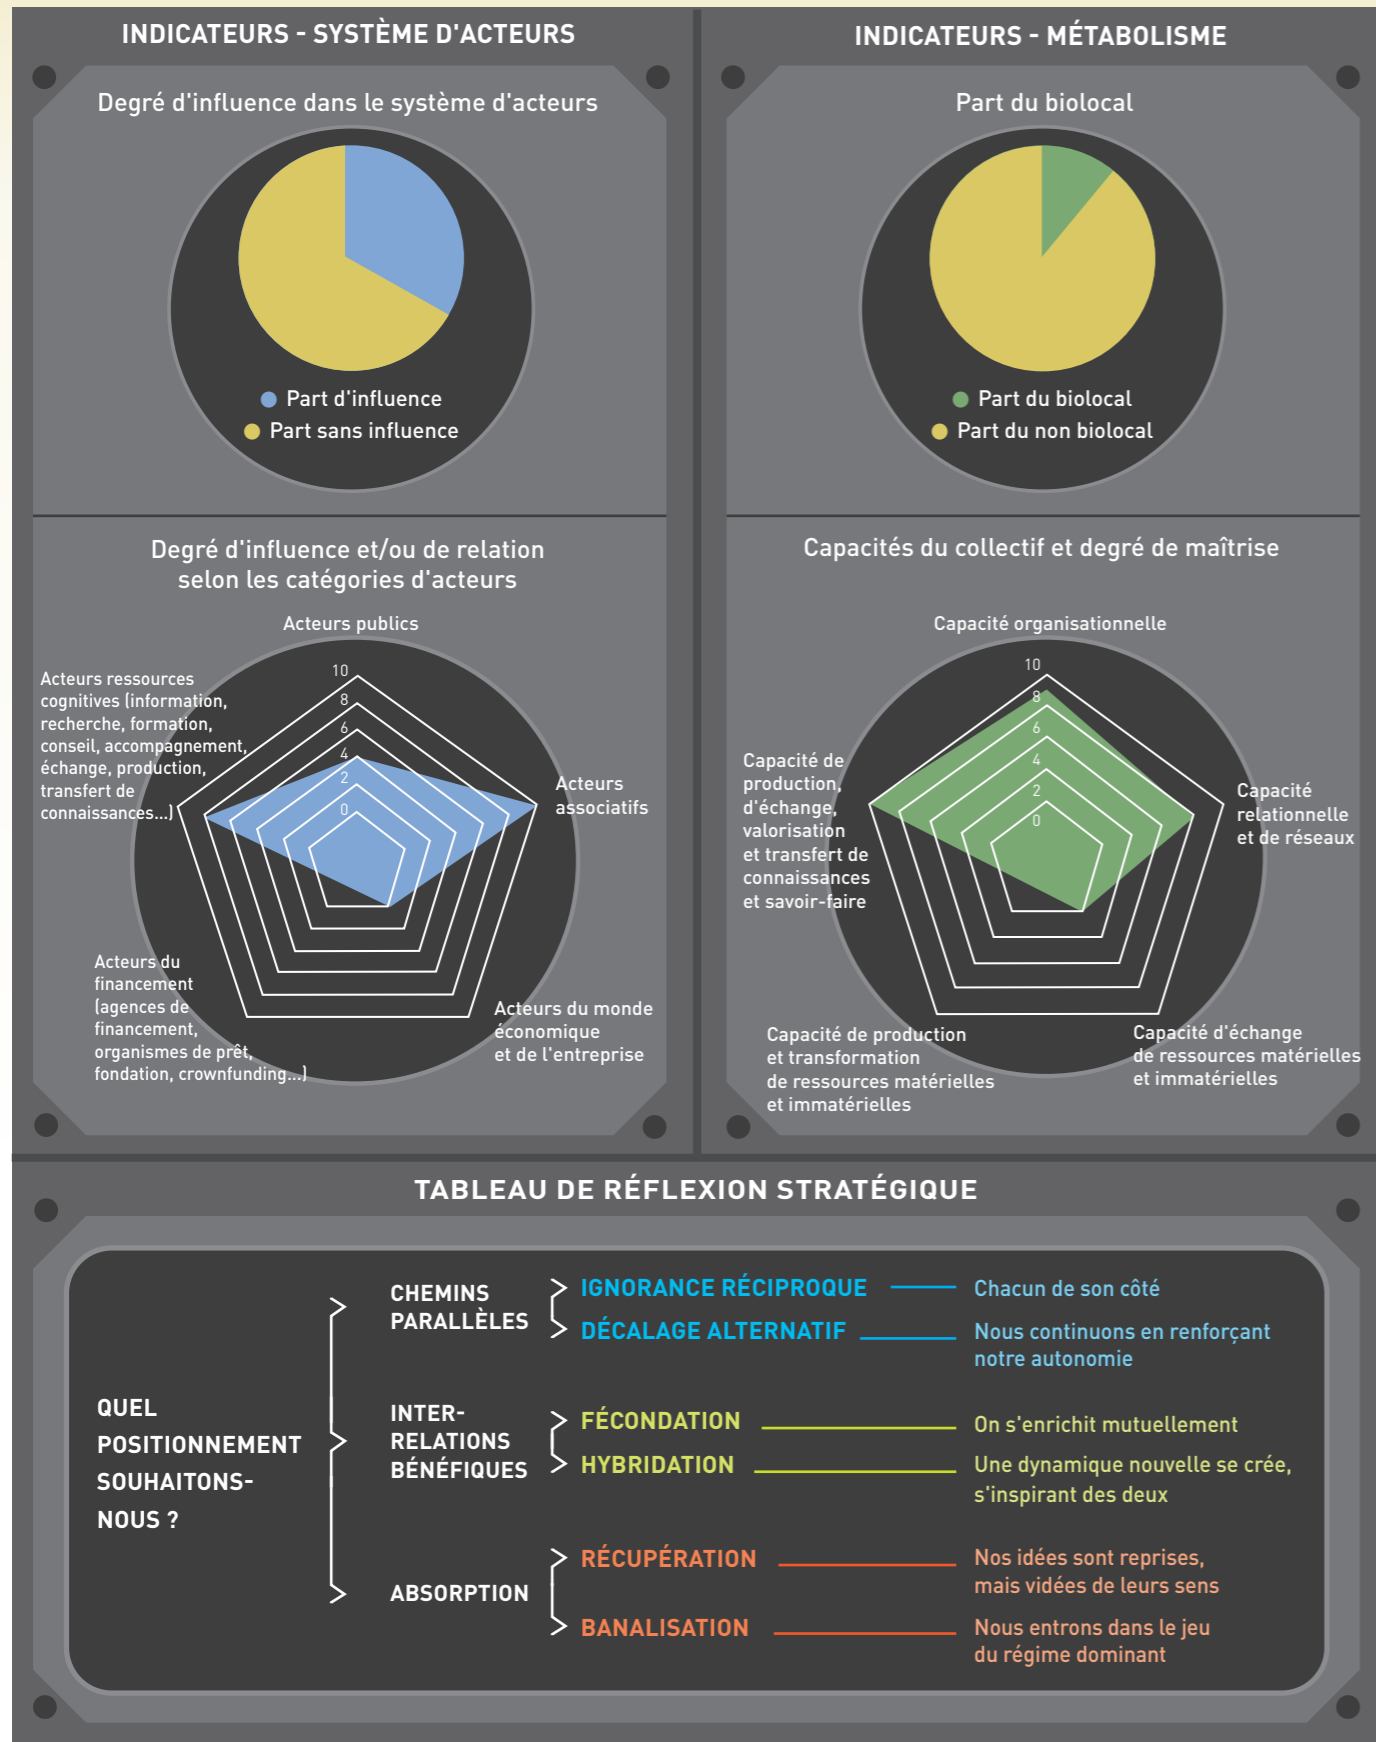 INDICATEURS - SYSTÈME D'ACTEURS
Degré d'influence dans le système d'acteurs
Part d'influence
Part sans influence
Degré d'influence et/ou de relation
selon les catégories d'acteurs
Acteurs publics
10
8
6
4
2
0
Acteurs ressources
cognitives (information,
recherche, formation,
conseil, accompagnement,
échange, production,
transfert de
connaissances...)
Acteurs
associatifs
Acteurs du
financement
(agences de
financement,
organismes de prêt,
fondation, crownfunding...)
Acteurs du monde
économique
et de l'entreprise
INDICATEURS - MÉTABOLISME
Part du biolocal
Part du biolocal
Part du non biolocal
Capacités du collectif et degré de maîtrise
Capacité organisationnelle
10
8
6
4
2
0
Capacité de
production,
d'échange,
valorisation
et transfert de
connaissances
et savoir-faire
Capacité
relationnelle
et de réseaux
Capacité de production
et transformation
de ressources matérielles
et immatérielles
Capacité d'échange
de ressources matérielles
et immatérielles
TABLEAU DE RÉFLEXION STRATÉGIQUE
QUEL
POSITIONNEMENT
SOUHAITONS-
NOUS ?
CHEMINS
PARALLÈLES
IGNORANCE RÉCIPROQUE
Chacun de son côté
DÉCALAGE ALTERNATIF
Nous continuons en renforçant
notre autonomie
INTER-
RELATIONS
BÉNÉFIQUES
FÉCONDATION
On s'enrichit mutuellement
HYBRIDATION
Une dynamique nouvelle se crée,
s'inspirant des deux
ABSORPTION
RÉCUPÉRATION
Nos idées sont reprises,
mais vidées de leurs sens
BANALISATION
Nous entrons dans le jeu
du régime dominant